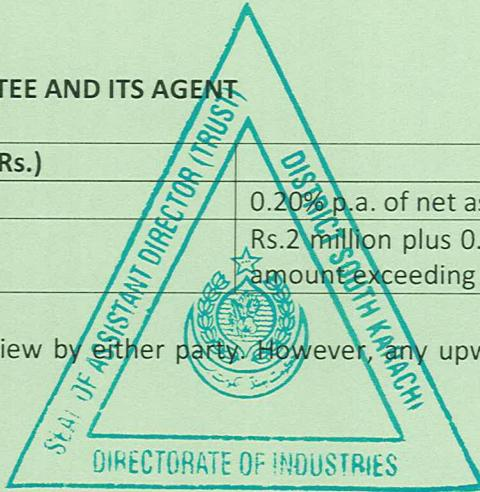 TEE AND ITS AGENT
Rs.)
0.20% p.a. of net as
Rs.2 million plus 0.
amount exceeding
iew by either party. However, any upw
SEAL OF ASSISTANT DIRECTOR (TRUST)
DISTRICT SOUTH KARACHI
DIRECTORATE OF INDUSTRIES